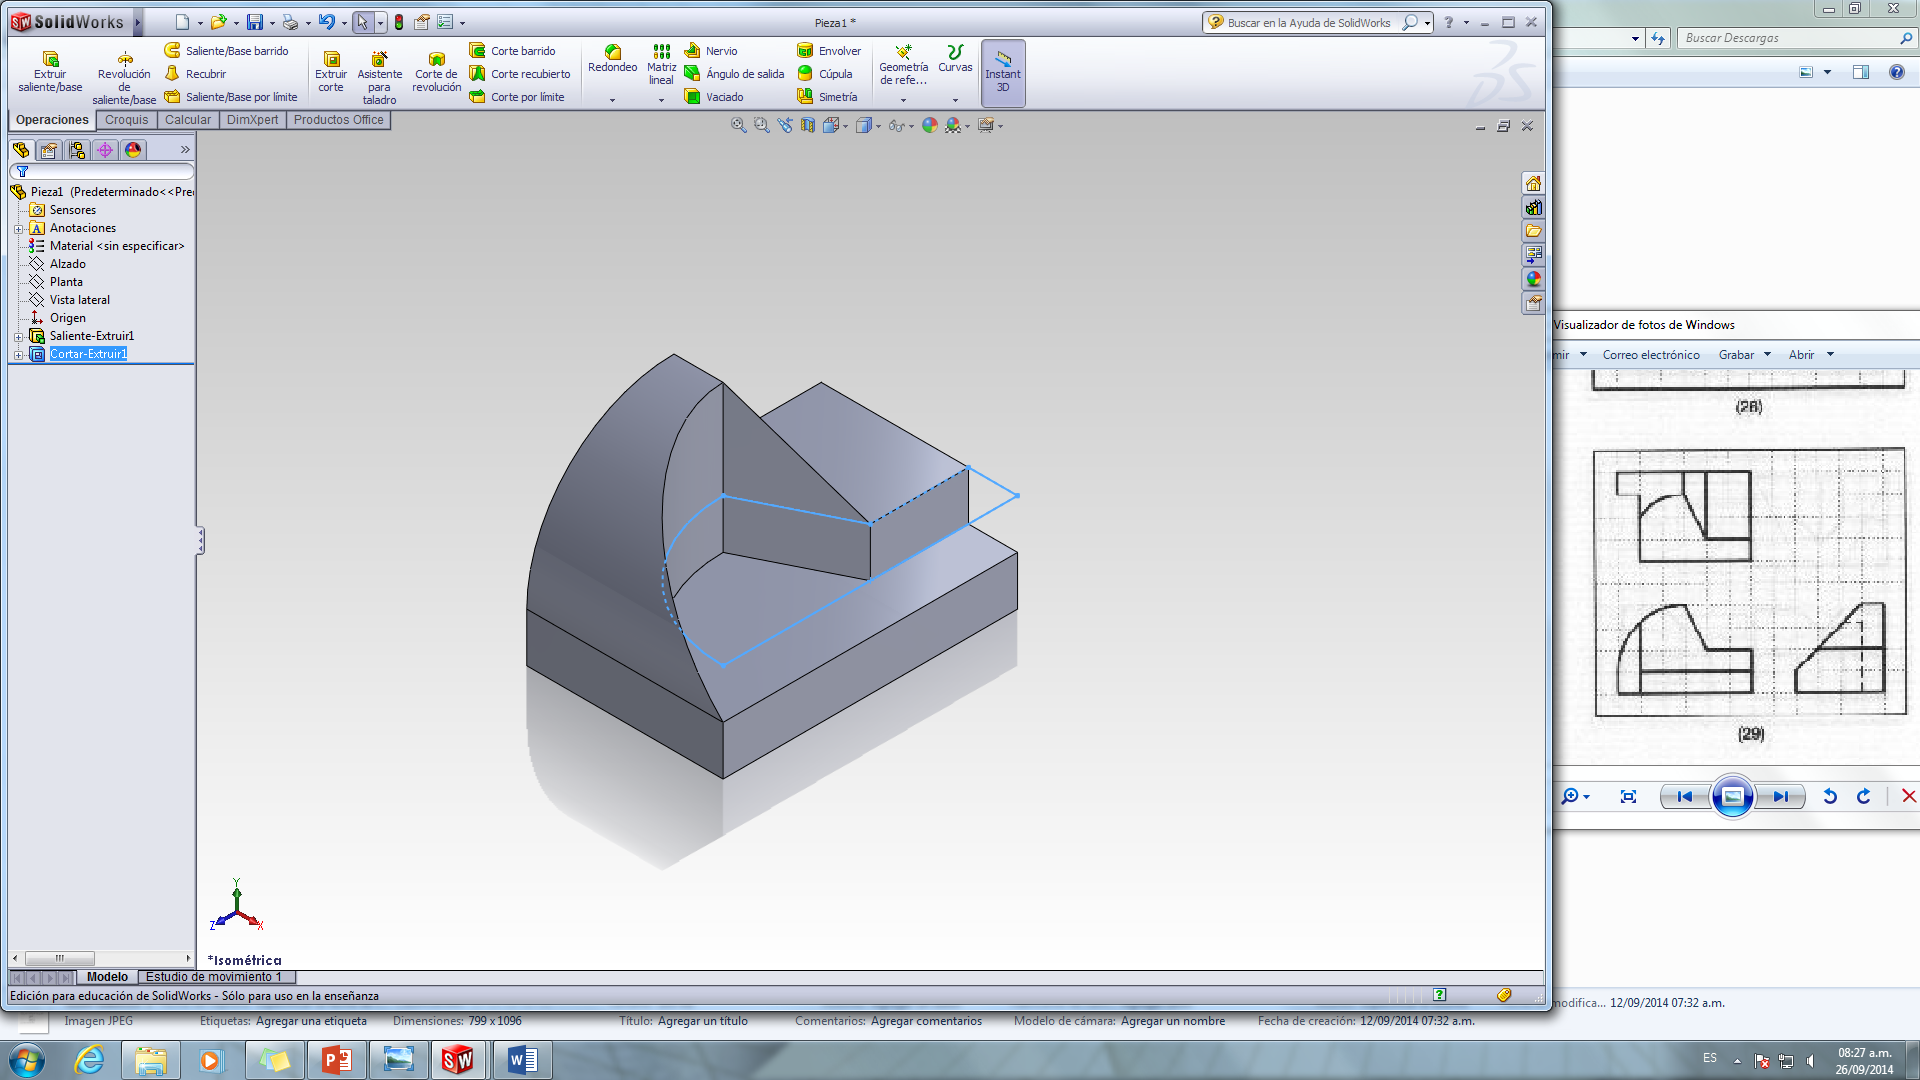 SolidWorks
Pieza1 *
Buscar en la Ayuda de SolidWorks
Buscar Descargas
Extruir saliente/base
Revolución de saliente/base
Saliente/Base barrido
Recubrir
Saliente/Base por límite
Extruir corte
Asistente para taladro
Corte de revolución
Corte barrido
Corte recubierto
Corte por límite
Redondeo
Matriz lineal
Nervio
Ángulo de salida
Vaciado
Envolver
Cúpula
Simetría
Geometría de refe...
Curvas
Instant 3D
Operaciones
Croquis
Calcular
DimXpert
Productos Office
Pieza1 (Predeterminado<<Pre
Sensores
Anotaciones
Material <sin especificar>
Alzado
Planta
Vista lateral
Origen
Saliente-Extruir1
Cortar-Extruir1
Visualizador de fotos de Windows
mir
Correo electrónico
Grabar
Abrir
(28)
(29)
Y
Z
X
*Isométrica
Modelo
Estudio de movimiento 1
Edición para educación de SolidWorks - Sólo para uso en la enseñanza
modifica... 12/09/2014 07:32 a.m.
Imagen JPEG
Etiquetas: Agregar una etiqueta
Dimensiones: 799 x 1096
Título: Agregar un título
Comentarios: Agregar comentarios
Modelo de cámara: Agregar un nombre
Fecha de creación: 12/09/2014 07:32 a.m.
ES
08:27 a.m.
26/09/2014